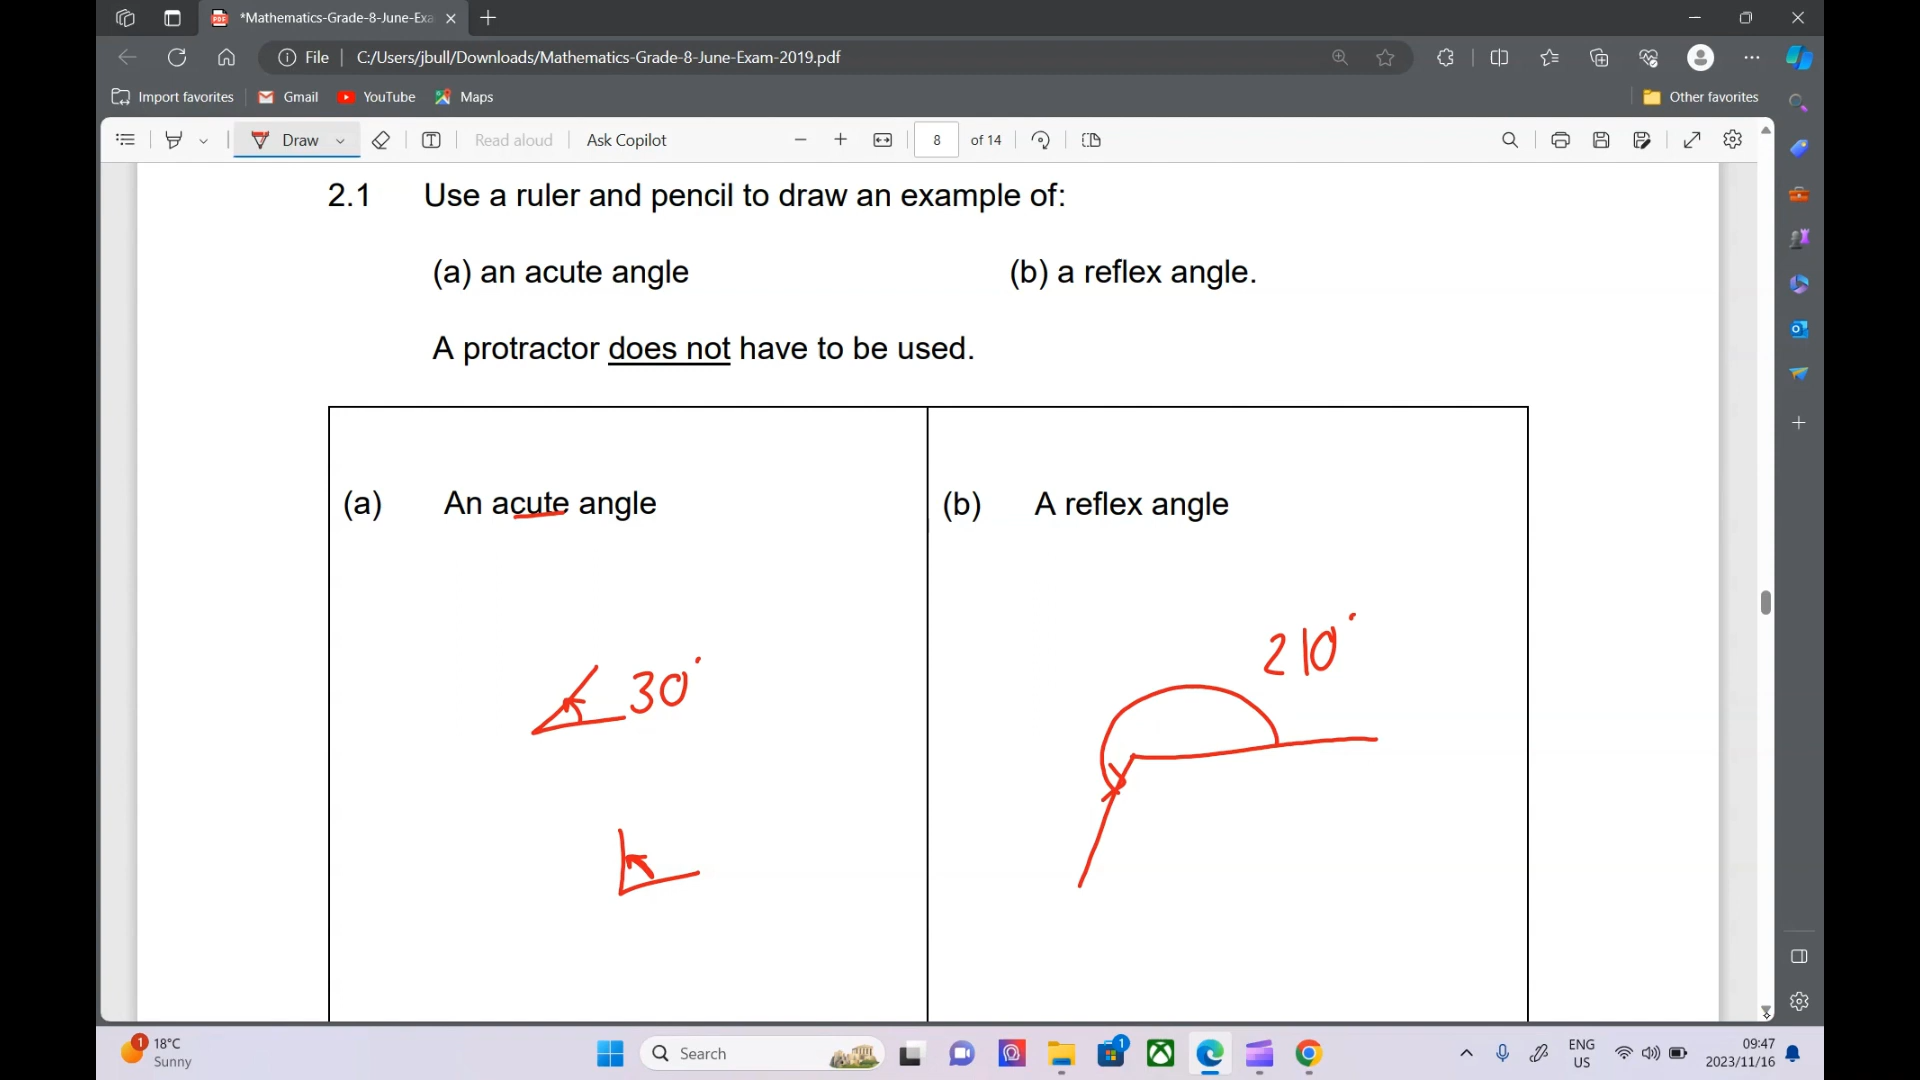 *Mathematics-Grade-8-June-Exa
File
C:/Users/jbull/Downloads/Mathematics-Grade-8-June-Exam-2019.pdf
Import favorites
Gmail
YouTube
Maps
Other favorites
Draw
Read aloud
Ask Copilot
8
of 14
2.1 Use a ruler and pencil to draw an example of:
(a) an acute angle
(b) a reflex angle.
A protractor does not have to be used.
(a) An acute angle
(b) A reflex angle
30°
210°
1
18°C
Sunny
Search
1
ENG
US
09:47
2023/11/16